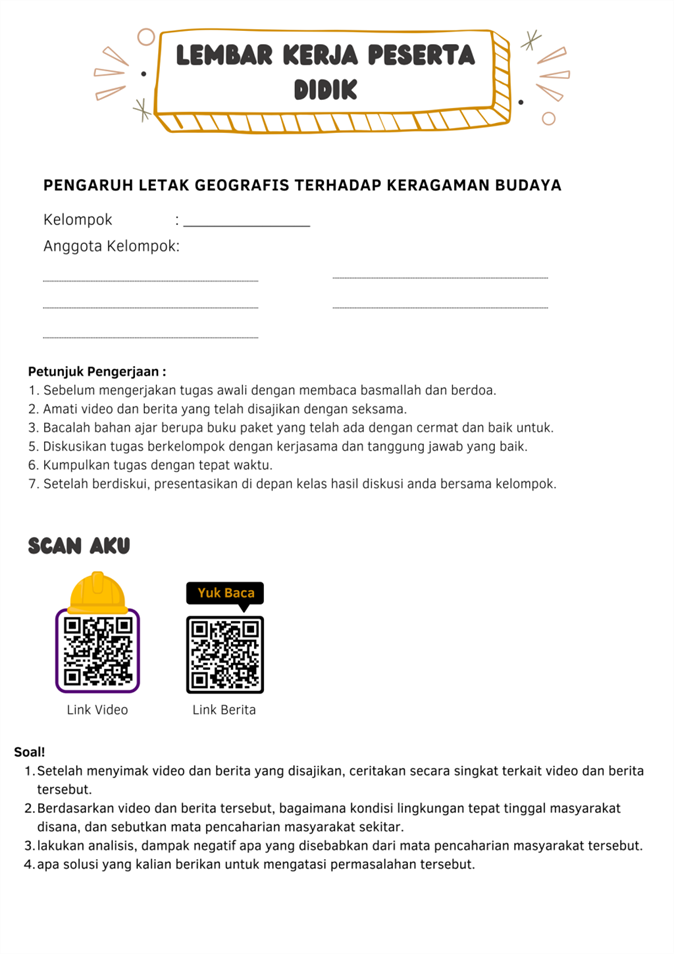 LEMBAR KERJA PESERTA
DIDIK
PENGARUH LETAK GEOGRAFIS TERHADAP KERAGAMAN BUDAYA
Kelompok : _______________
Anggota Kelompok:
Petunjuk Pengerjaan :
1. Sebelum mengerjakan tugas awali dengan membaca basmallah dan berdoa.
2. Amati video dan berita yang telah disajikan dengan seksama.
3. Bacalah bahan ajar berupa buku paket yang telah ada dengan cermat dan baik untuk.
5. Diskusikan tugas berkelompok dengan kerjasama dan tanggung jawab yang baik.
6. Kumpulkan tugas dengan tepat waktu.
7. Setelah berdiskui, presentasikan di depan kelas hasil diskusi anda bersama kelompok.
SCAN AKU
Yuk Baca
Link Video Link Berita
Soal!
1. Setelah menyimak video dan berita yang disajikan, ceritakan secara singkat terkait video dan berita
tersebut.
2. Berdasarkan video dan berita tersebut, bagaimana kondisi lingkungan tepat tinggal masyarakat
disana, dan sebutkan mata pencaharian masyarakat sekitar.
3. lakukan analisis, dampak negatif apa yang disebabkan dari mata pencaharian masyarakat tersebut.
4. apa solusi yang kalian berikan untuk mengatasi permasalahan tersebut.